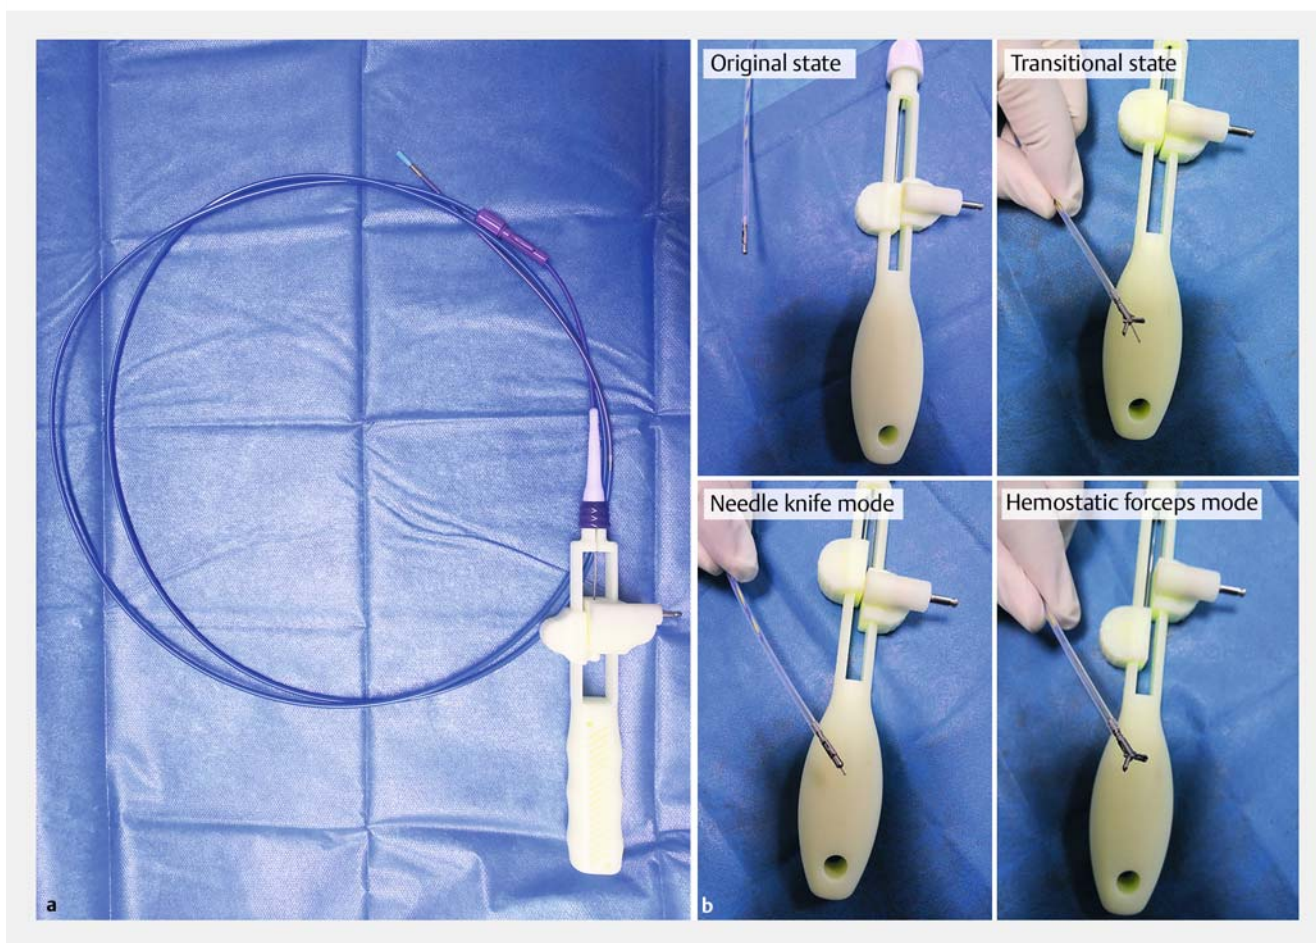 Original state
Transitional state
Needle knife mode
Hemostatic forceps mode
a
b